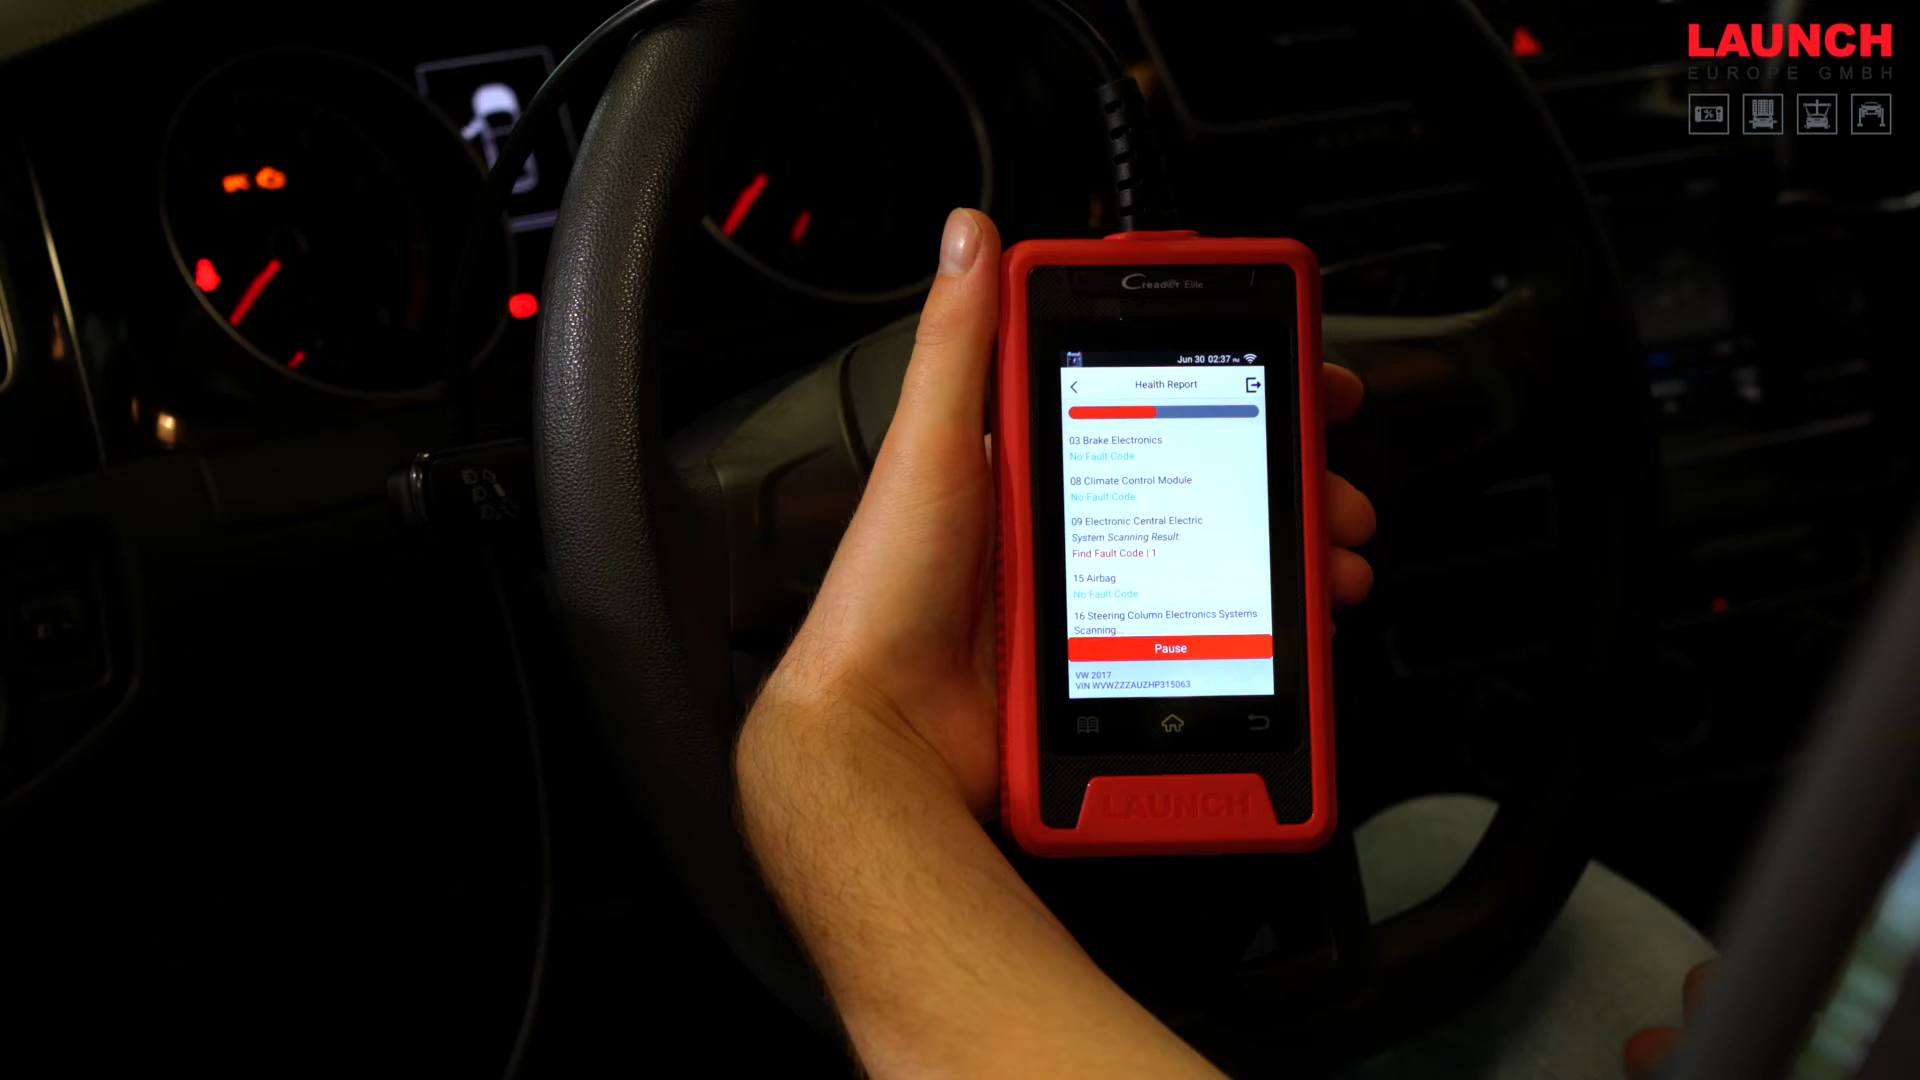 LAUNCH
EUROPE GMBH
Creader Elite
Jun 30 02:37 PM
Health Report
03 Brake Electronics
No Fault Code
08 Climate Control Module
No Fault Code
09 Electronic Central Electric
System Scanning Result:
Find Fault Code | 1
15 Airbag
No Fault Code
16 Steering Column Electronics Systems
Scanning...
Pause
VW 2017
VIN WVWZZZAUZHP315063
LAUNCH